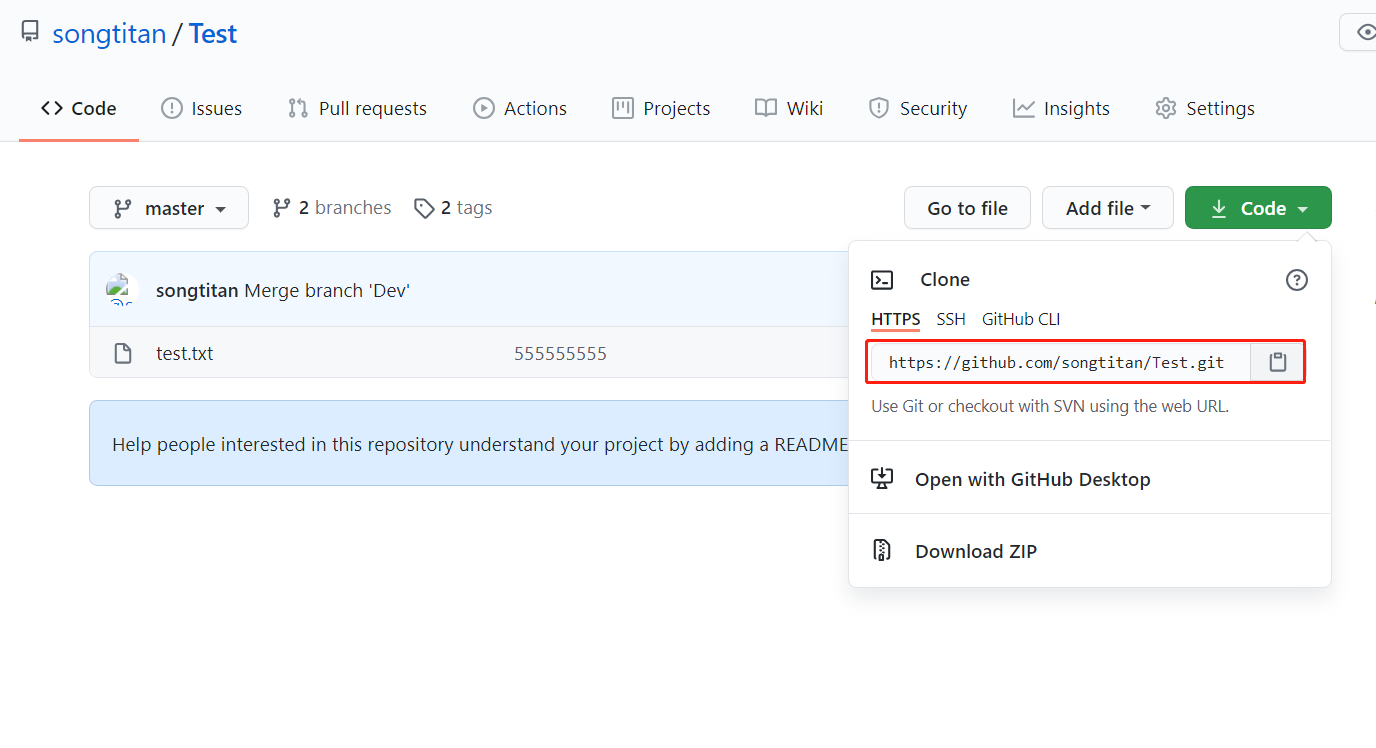 songtitan / Test
Code Issues Pull requests Actions Projects Wiki Security Insights Settings
master 2 branches 2 tags Go to file Add file Code
songtitan Merge branch 'Dev'
test.txt 555555555
Help people interested in this repository understand your project by adding a README
Clone
HTTPS SSH GitHub CLI
https://github.com/songtitan/Test.git
Use Git or checkout with SVN using the web URL.
Open with GitHub Desktop
Download ZIP